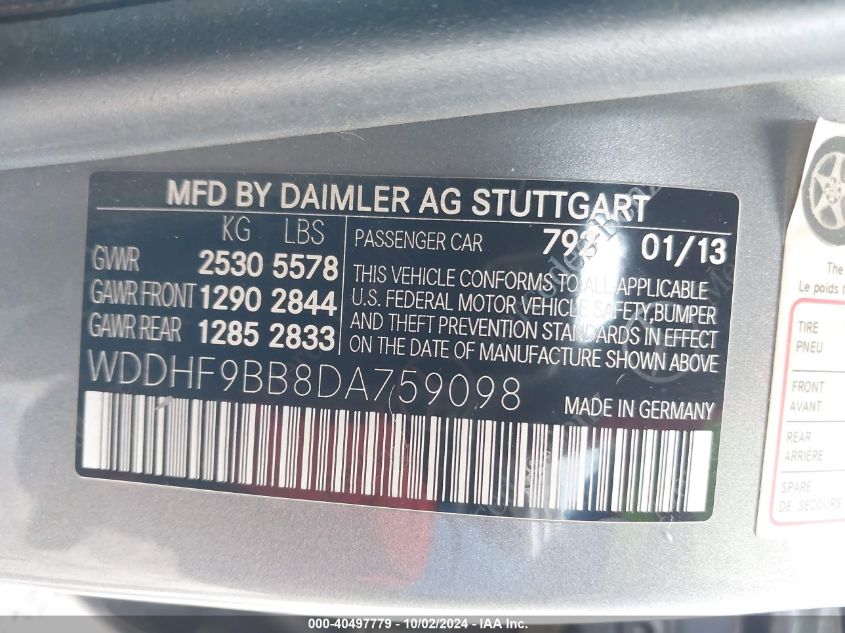 MFD BY DAIMLER AG STUTTGART
KG LBS
GVWR 2530 5578
GAWR FRONT 1290 2844
GAWR REAR 1285 2833
PASSENGER CAR 01/13
THIS VEHICLE CONFORMS TO ALL APPLICABLE
U.S. FEDERAL MOTOR VEHICLE SAFETY, BUMPER
AND THEFT PREVENTION STANDARDS IN EFFECT
ON THE DATE OF MANUFACTURE SHOWN ABOVE
WDDHF9BB8DA759098
MADE IN GERMANY
The
Le poids
TIRE
PNEU
FRONT
AVANT
REAR
ARRIÈRE
SPARE
DE SECOURS
000-40497779 - 10/02/2024 - IAA Inc.